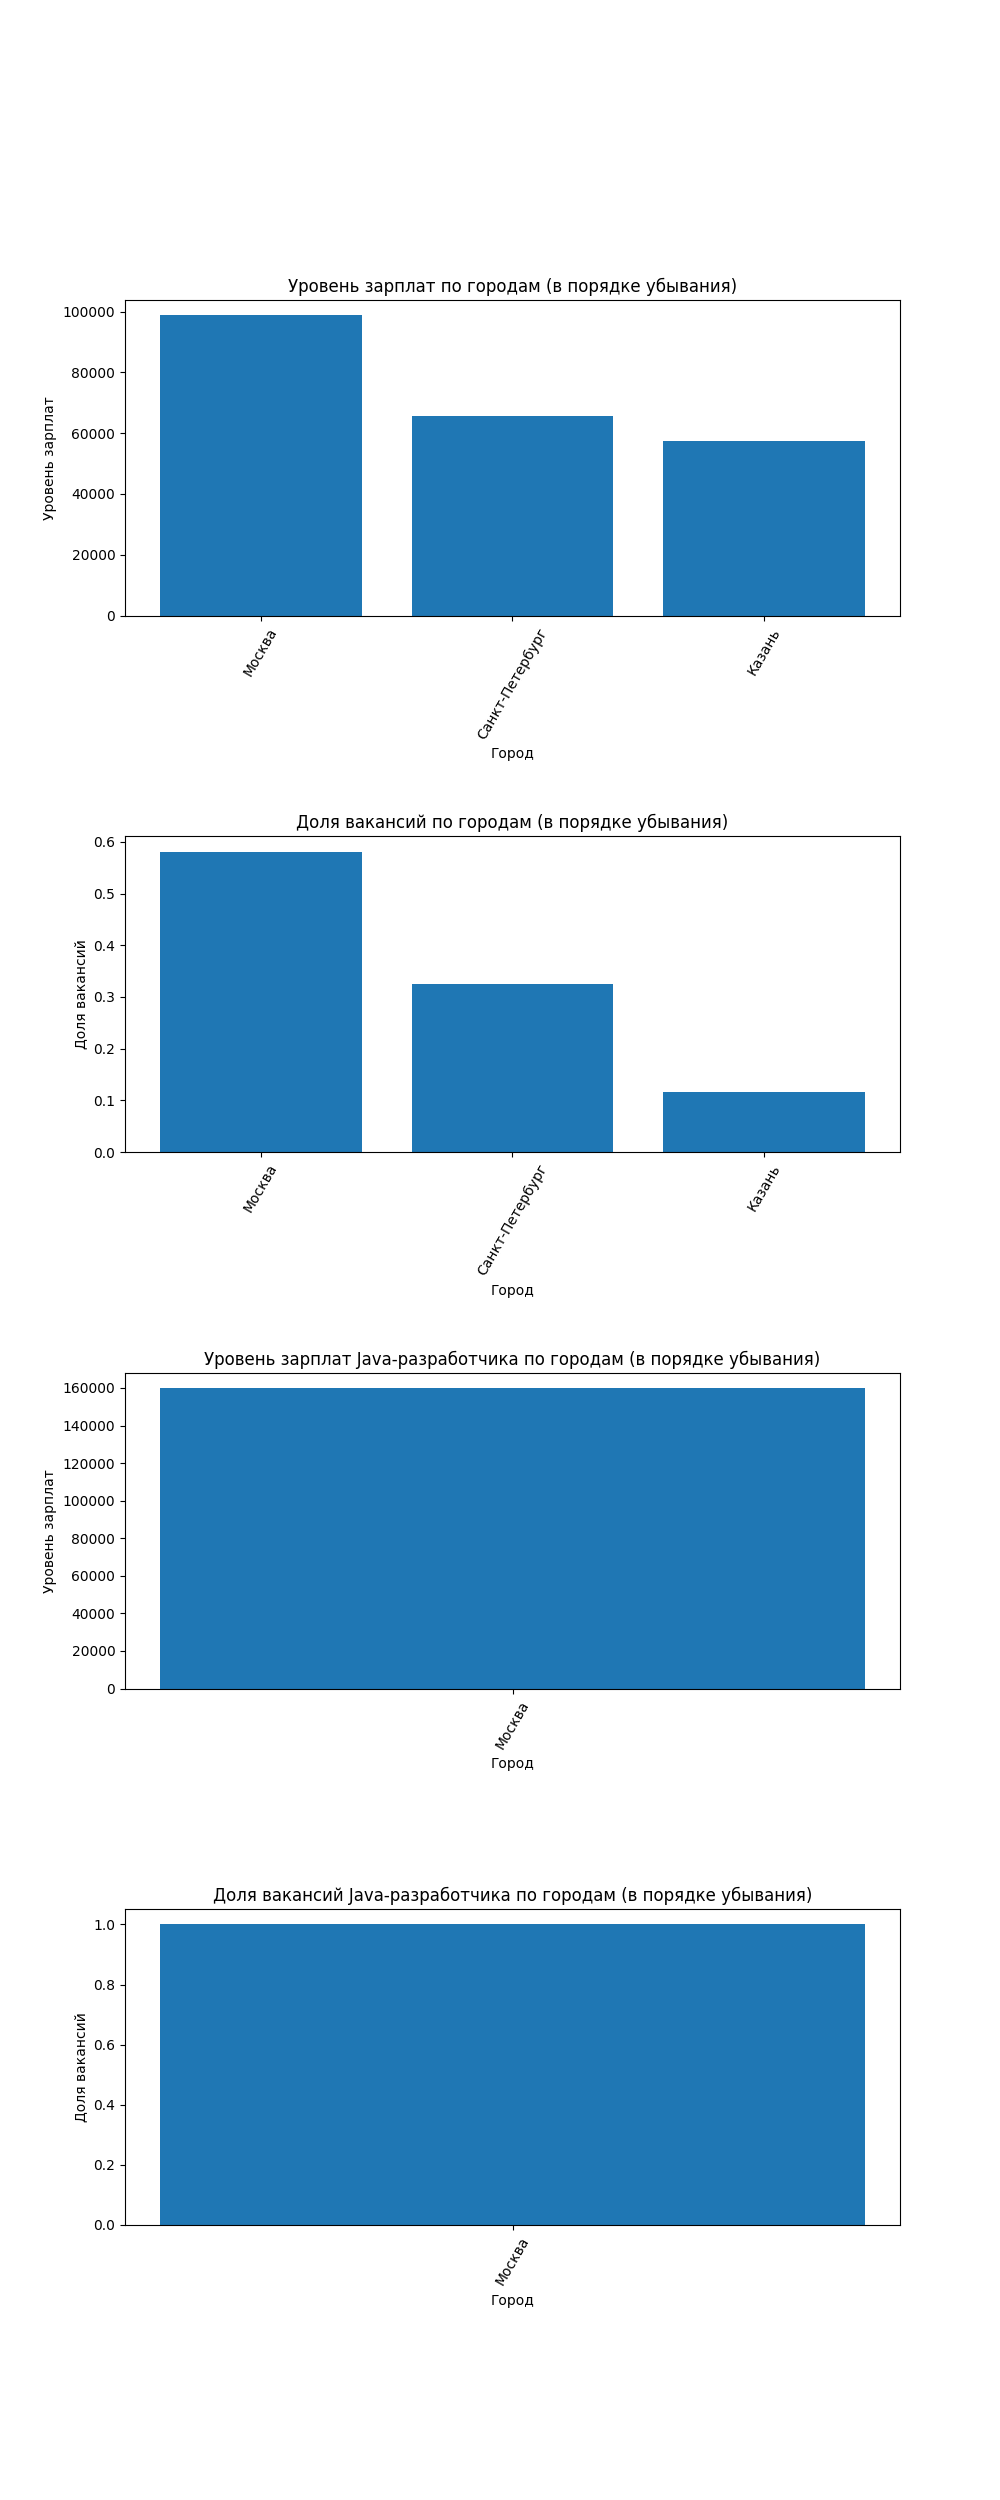 Уровень зарплат по городам (в порядке убывания)
100000
80000
60000
40000
20000
0
Уровень зарплат
Москва
Санкт-Петербург
Казань
Город
Доля вакансий по городам (в порядке убывания)
0.6
0.5
0.4
0.3
0.2
0.1
0.0
Доля вакансий
Москва
Санкт-Петербург
Казань
Город
Уровень зарплат Java-разработчика по городам (в порядке убывания)
160000
140000
120000
100000
80000
60000
40000
20000
0
Уровень зарплат
Москва
Город
Доля вакансий Java-разработчика по городам (в порядке убывания)
1.0
0.8
0.6
0.4
0.2
0.0
Доля вакансий
Москва
Город